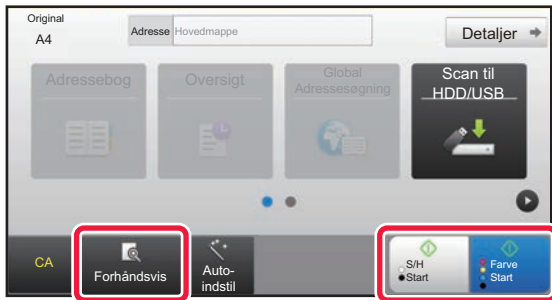 Original
A4
Adresse Hovedmappe
Detaljer
Adressebog
Oversigt
Global
Adressesøgning
Scan til
HDD/USB
CA
Forhåndsvis
Auto-
indstil
S/H
Start
Farve
Start